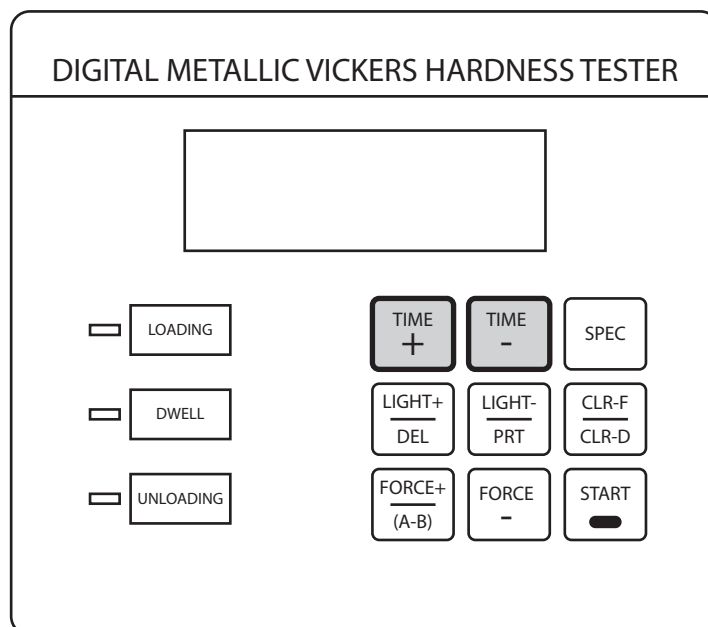 DIGITAL METALLIC VICKERS HARDNESS TESTER
LOADING
DWELL
UNLOADING
TIME
+
TIME
-
SPEC
LIGHT+
DEL
LIGHT-
PRT
CLR-F
CLR-D
FORCE+
(A-B)
FORCE
-
START